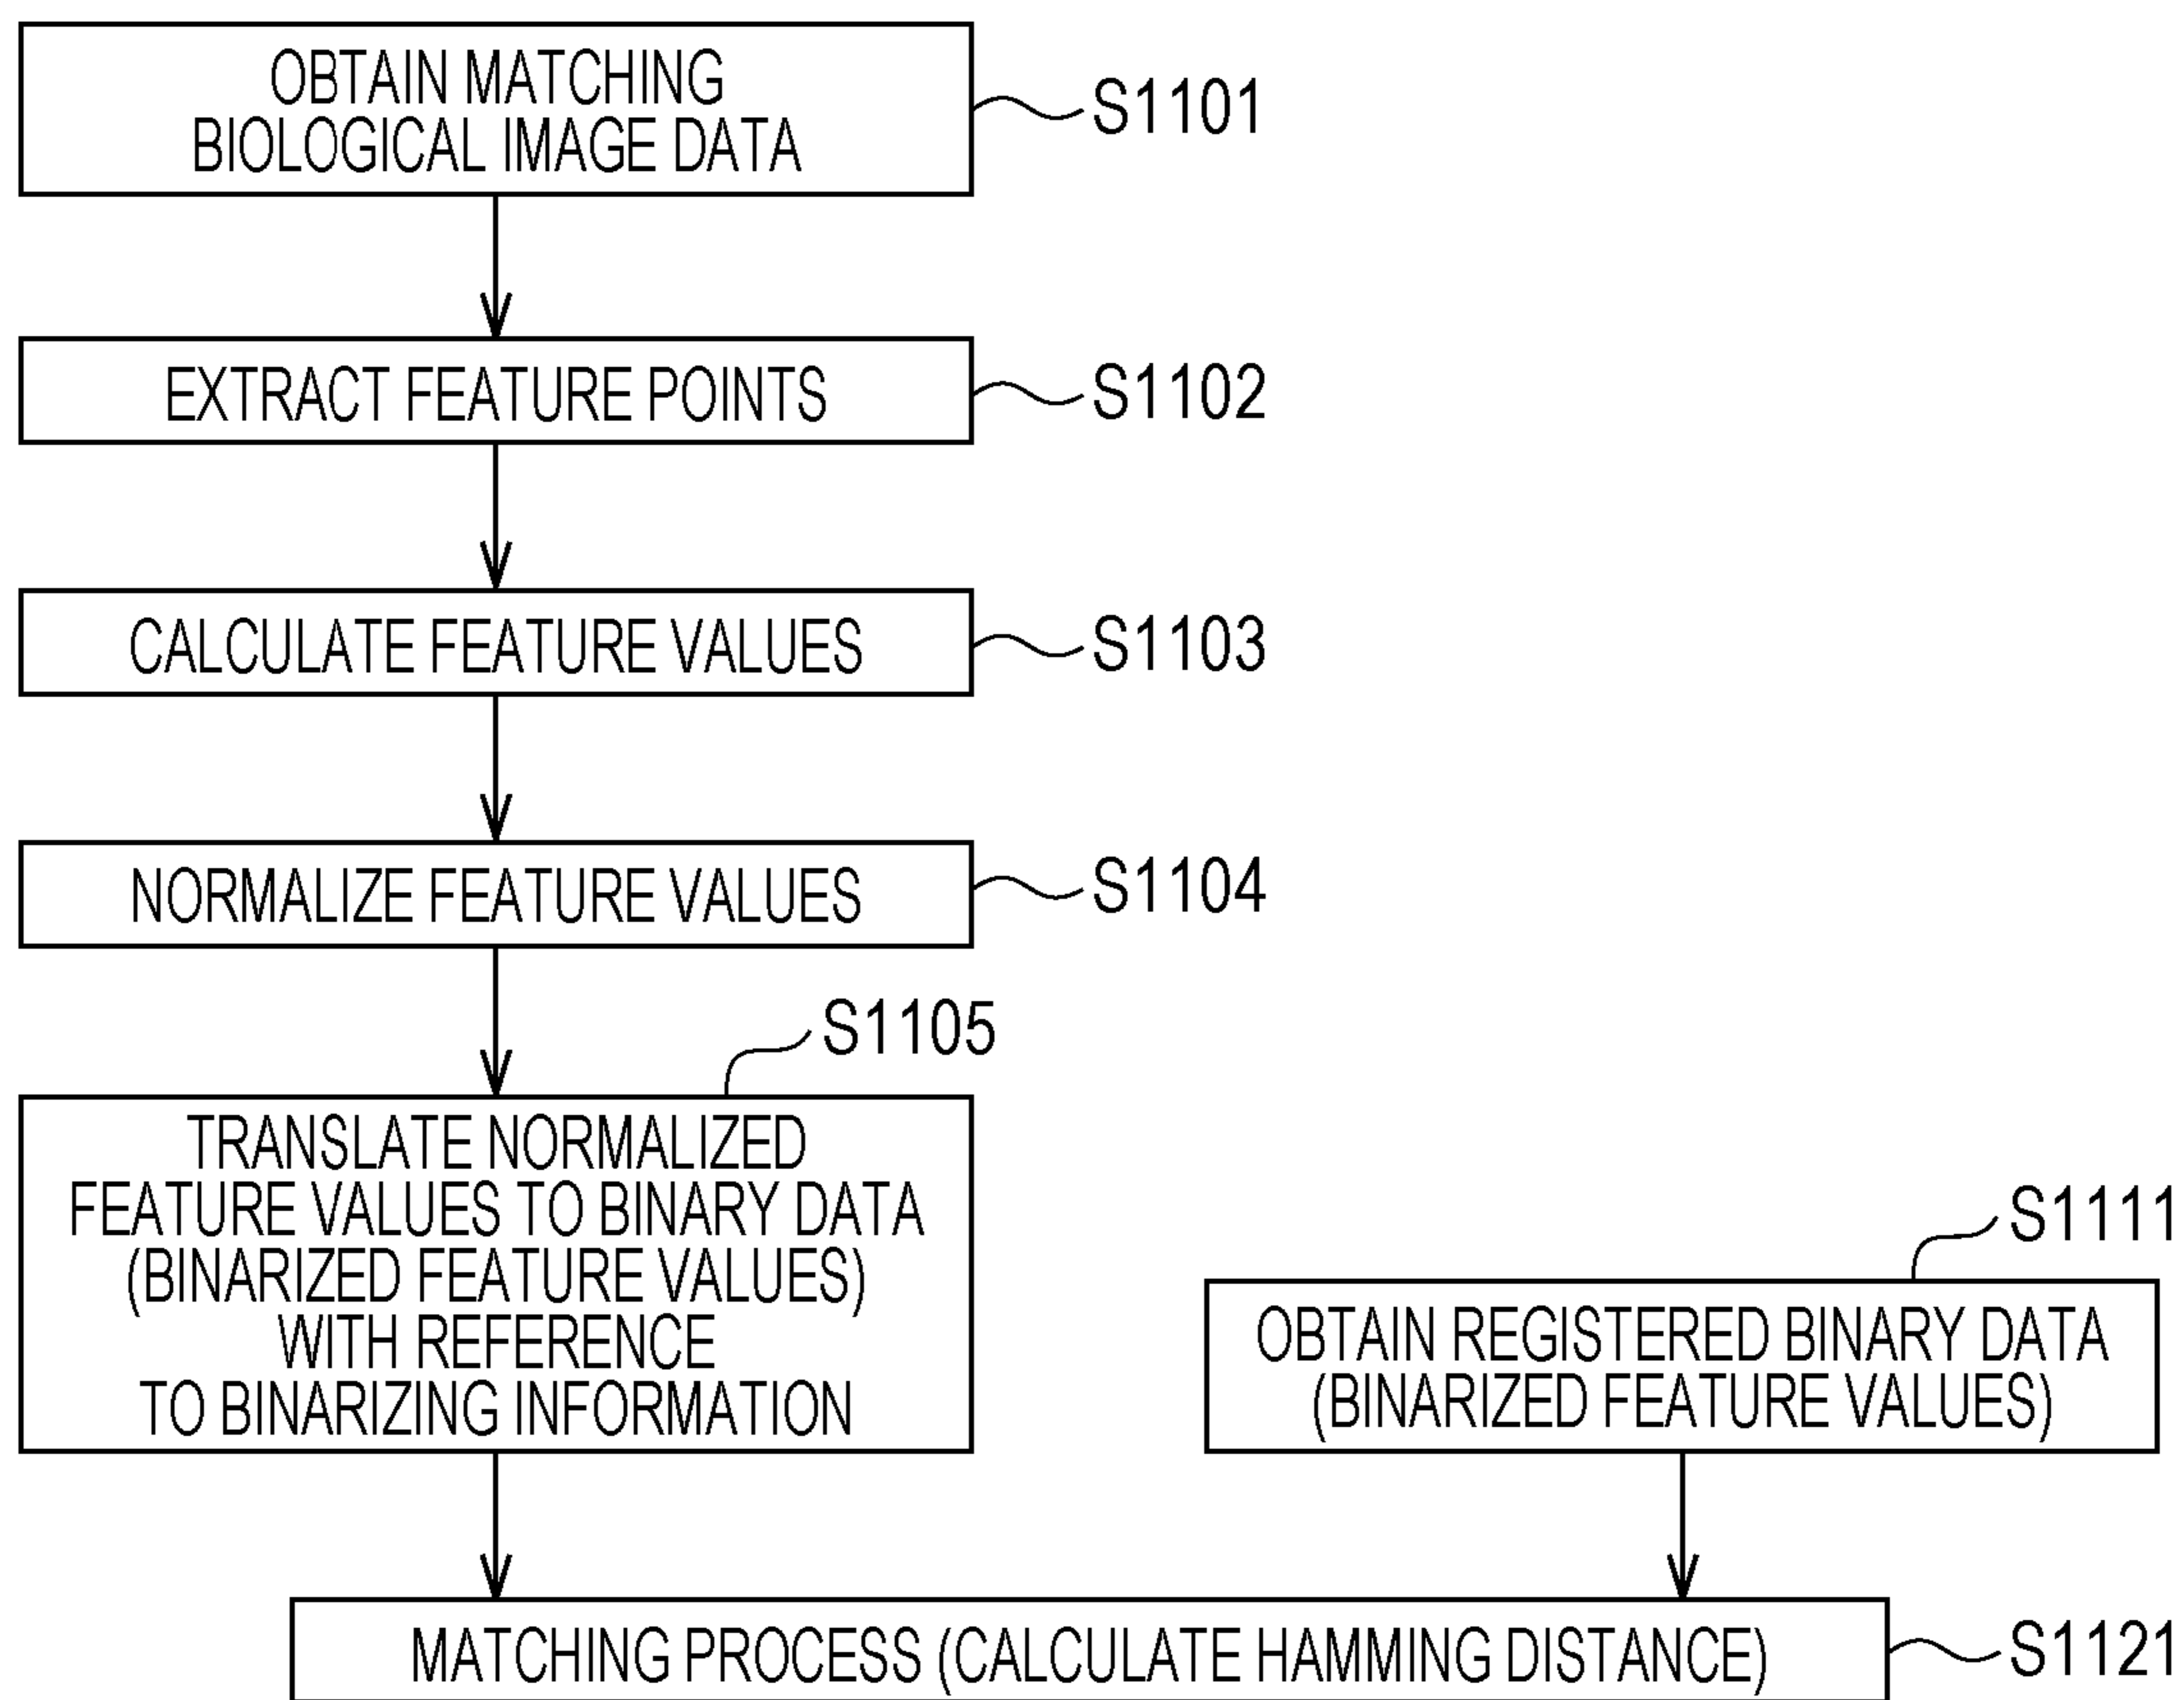 OBTAIN MATCHING
BIOLOGICAL IMAGE DATA
S1101
EXTRACT FEATURE POINTS
S1102
CALCULATE FEATURE VALUES
S1103
NORMALIZE FEATURE VALUES
S1104
S1105
TRANSLATE NORMALIZED
FEATURE VALUES TO BINARY DATA
(BINARIZED FEATURE VALUES)
WITH REFERENCE
TO BINARIZING INFORMATION
S1111
OBTAIN REGISTERED BINARY DATA
(BINARIZED FEATURE VALUES)
MATCHING PROCESS (CALCULATE HAMMING DISTANCE)
S1121